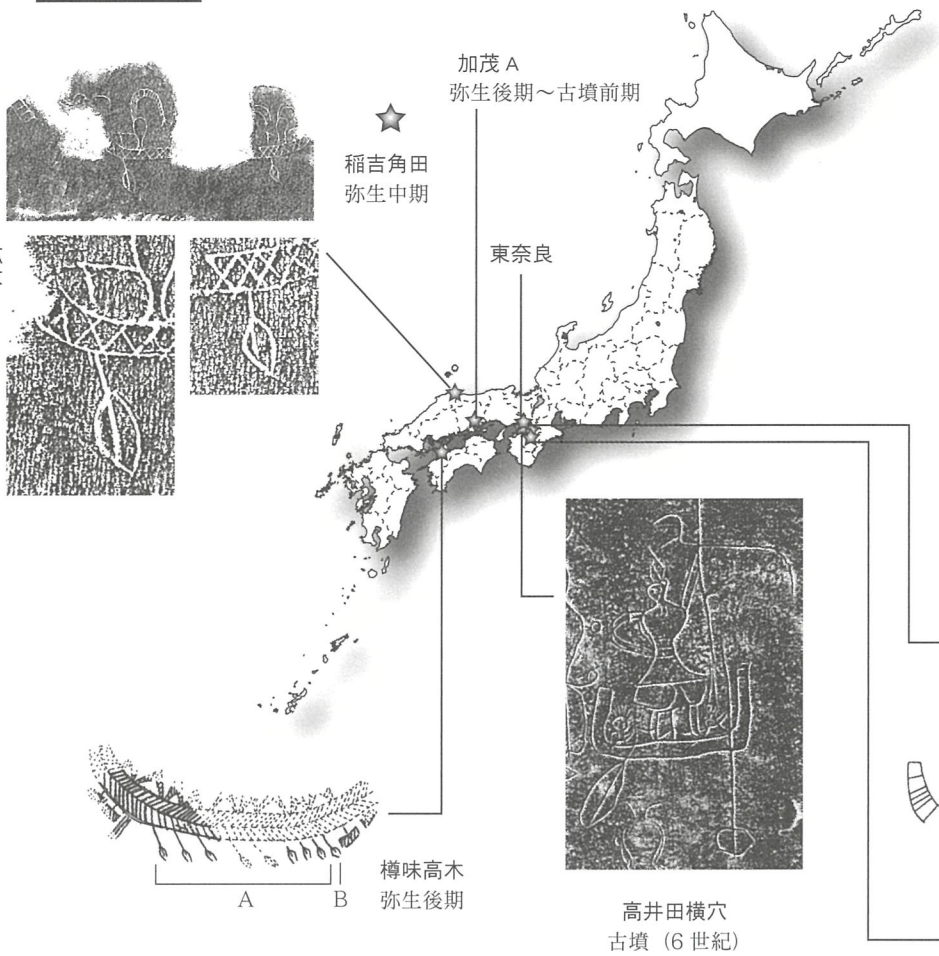 加茂 A
弥生後期～古墳前期
稲吉角田
弥生中期
東奈良
樽味高木
弥生後期
A
B
高井田横穴
古墳（6 世紀）